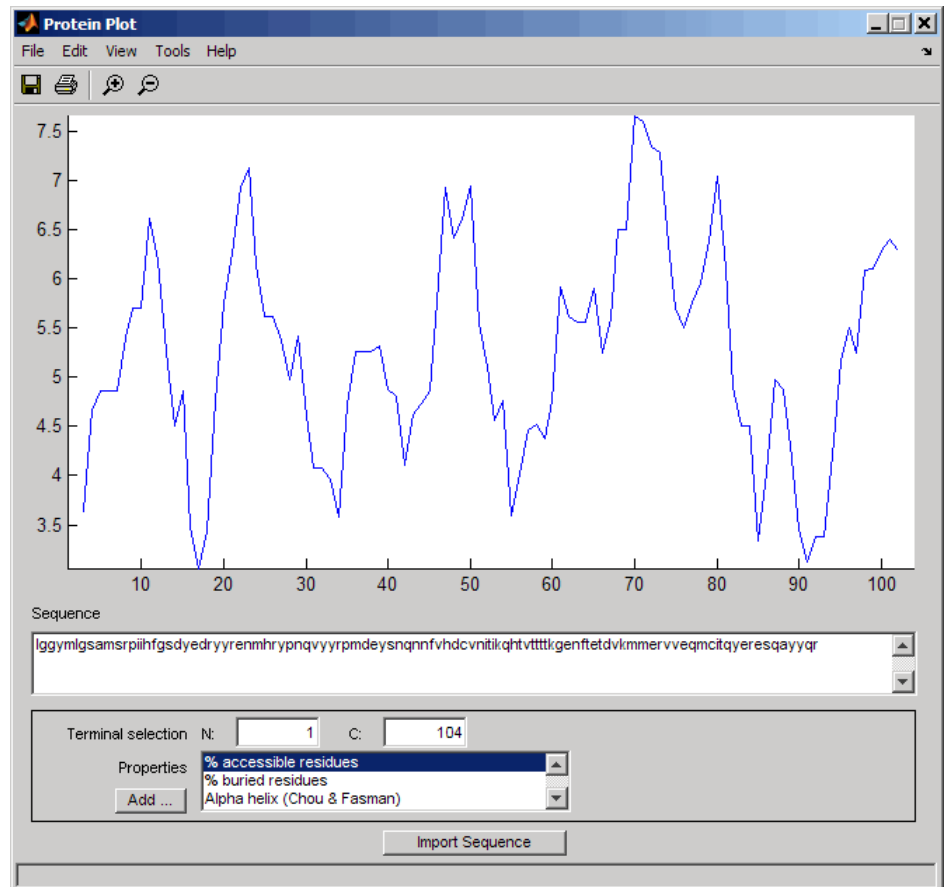 Protein Plot
File Edit View Tools Help
7.5
7
6.5
6
5.5
5
4.5
4
3.5
10 20 30 40 50 60 70 80 90 100
Sequence
lggymlgsamsrpiihfgsdyedryyrenmhrypnqvyyrpmdeysnqnnfvhdcvnitikqhtvttttkgenftetdvkmmervveqmcitqyeresqayyqr
Terminal selection N: 1 C: 104
Properties
% accessible residues
% buried residues
Add ...
Alpha helix (Chou & Fasman)
Import Sequence